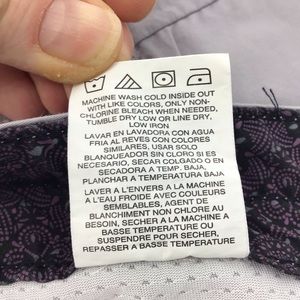 MACHINE WASH COLD INSIDE OUT
WITH LIKE COLORS, ONLY NON-
CHLORINE BLEACH WHEN NEEDED,
TUMBLE DRY LOW OR LINE DRY,
LOW IRON
LAVAR EN LAVADORA CON AGUA
FRIA AL REVES CON COLORES
SIMILARES, USAR SOLO
BLANQUEADOR SIN CLORO SI ES
NECESARIO, SECAR COLGADO O EN
SECADORA A TEMP. BAJA,
PLANCHAR A TEMPERATURA BAJA
LAVER A L'ENVERS A LA MACHINE
A L'EAU FROIDE AVEC COULEURS
SEMBLABLES, AGENT DE
BLANCHIMENT NON CHLORE AU
BESOIN, SECHER A LA MACHINE A
BASSE TEMPERATURE OU
SUSPENDRE POUR SECHER,
REPASSER A BASSE TEMPERATURE